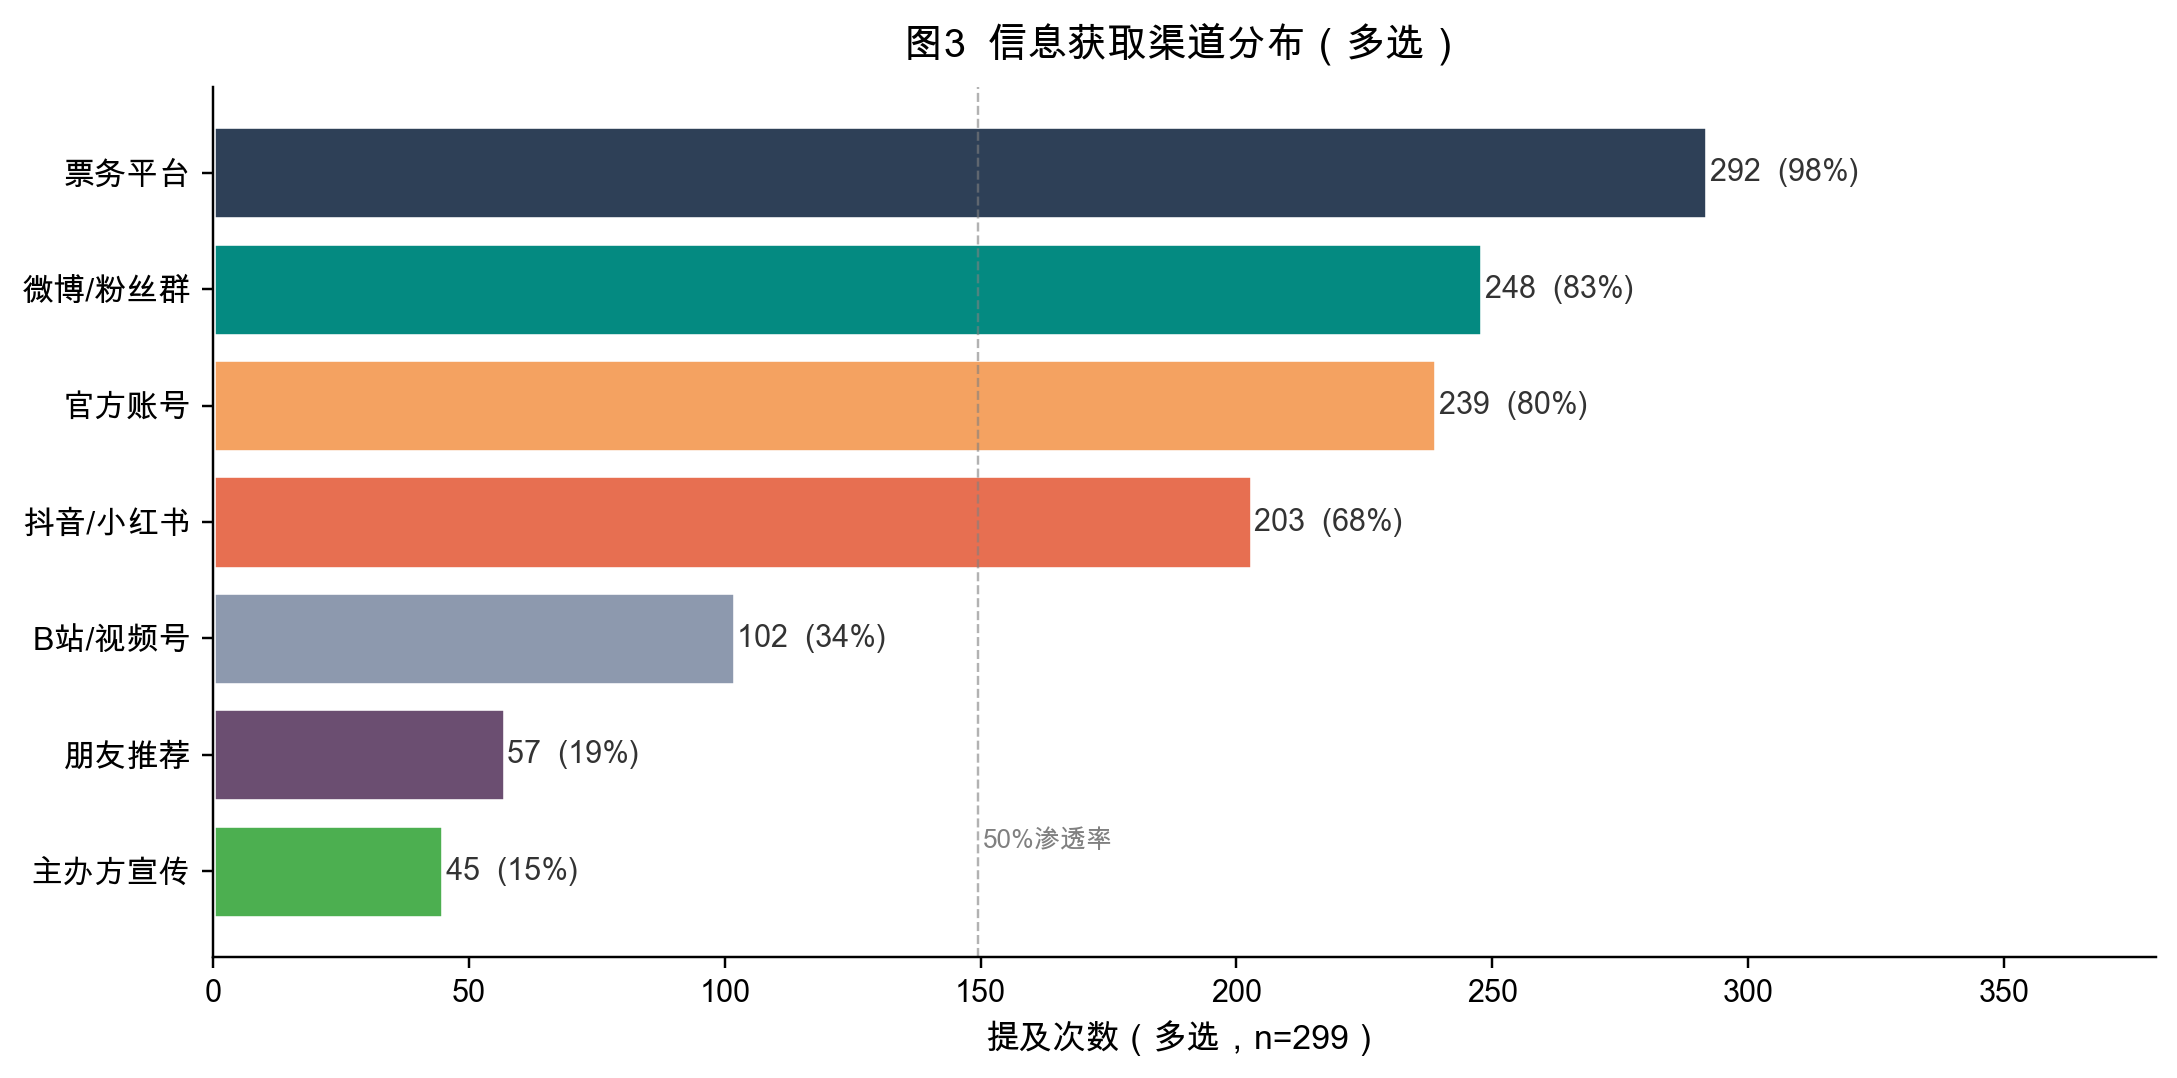 图3 信息获取渠道分布（多选）
票务平台 292 (98%)
微博/粉丝群 248 (83%)
官方账号 239 (80%)
抖音/小红书 203 (68%)
B站/视频号 102 (34%)
朋友推荐 57 (19%)
50%渗透率
主办方宣传 45 (15%)
0 50 100 150 200 250 300 350
提及次数（多选，n=299）